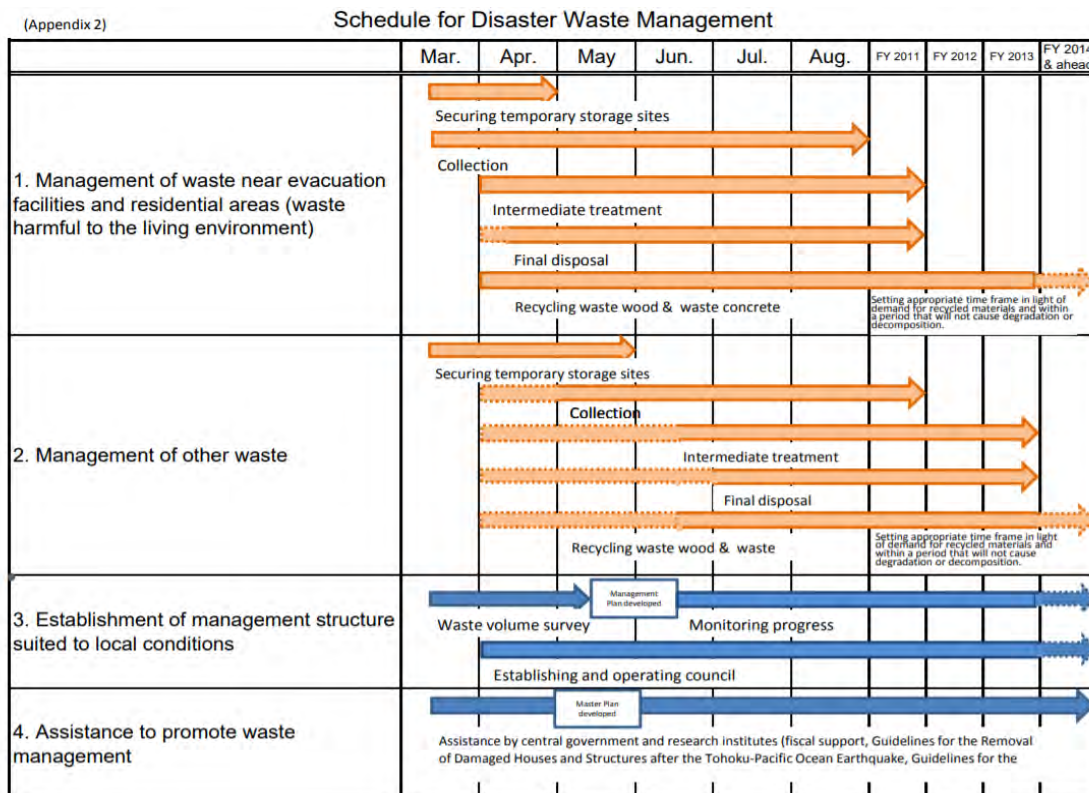 (Appendix 2)
Schedule for Disaster Waste Management
Mar. Apr. May Jun. Jul. Aug. FY 2011 FY 2012 FY 2013 FY 2014
& ahead
1. Management of waste near evacuation
facilities and residential areas (waste
harmful to the living environment)
Securing temporary storage sites
Collection
Intermediate treatment
Final disposal
Recycling waste wood & waste concrete
Setting appropriate time frame in light of
demand for recycled materials and within
a period that will not cause degradation or
decomposition.
2. Management of other waste
Securing temporary storage sites
Collection
Intermediate treatment
Final disposal
Recycling waste wood & waste
Setting appropriate time frame in light
of demand for recycled materials and
within a period that will not cause
degradation or decomposition.
3. Establishment of management structure
suited to local conditions
Management
Plan developed
Waste volume survey
Monitoring progress
Establishing and operating council
4. Assistance to promote waste
management
Master Plan
developed
Assistance by central government and research institutes (fiscal support, Guidelines for the Removal
of Damaged Houses and Structures after the Tohoku-Pacific Ocean Earthquake, Guidelines for the